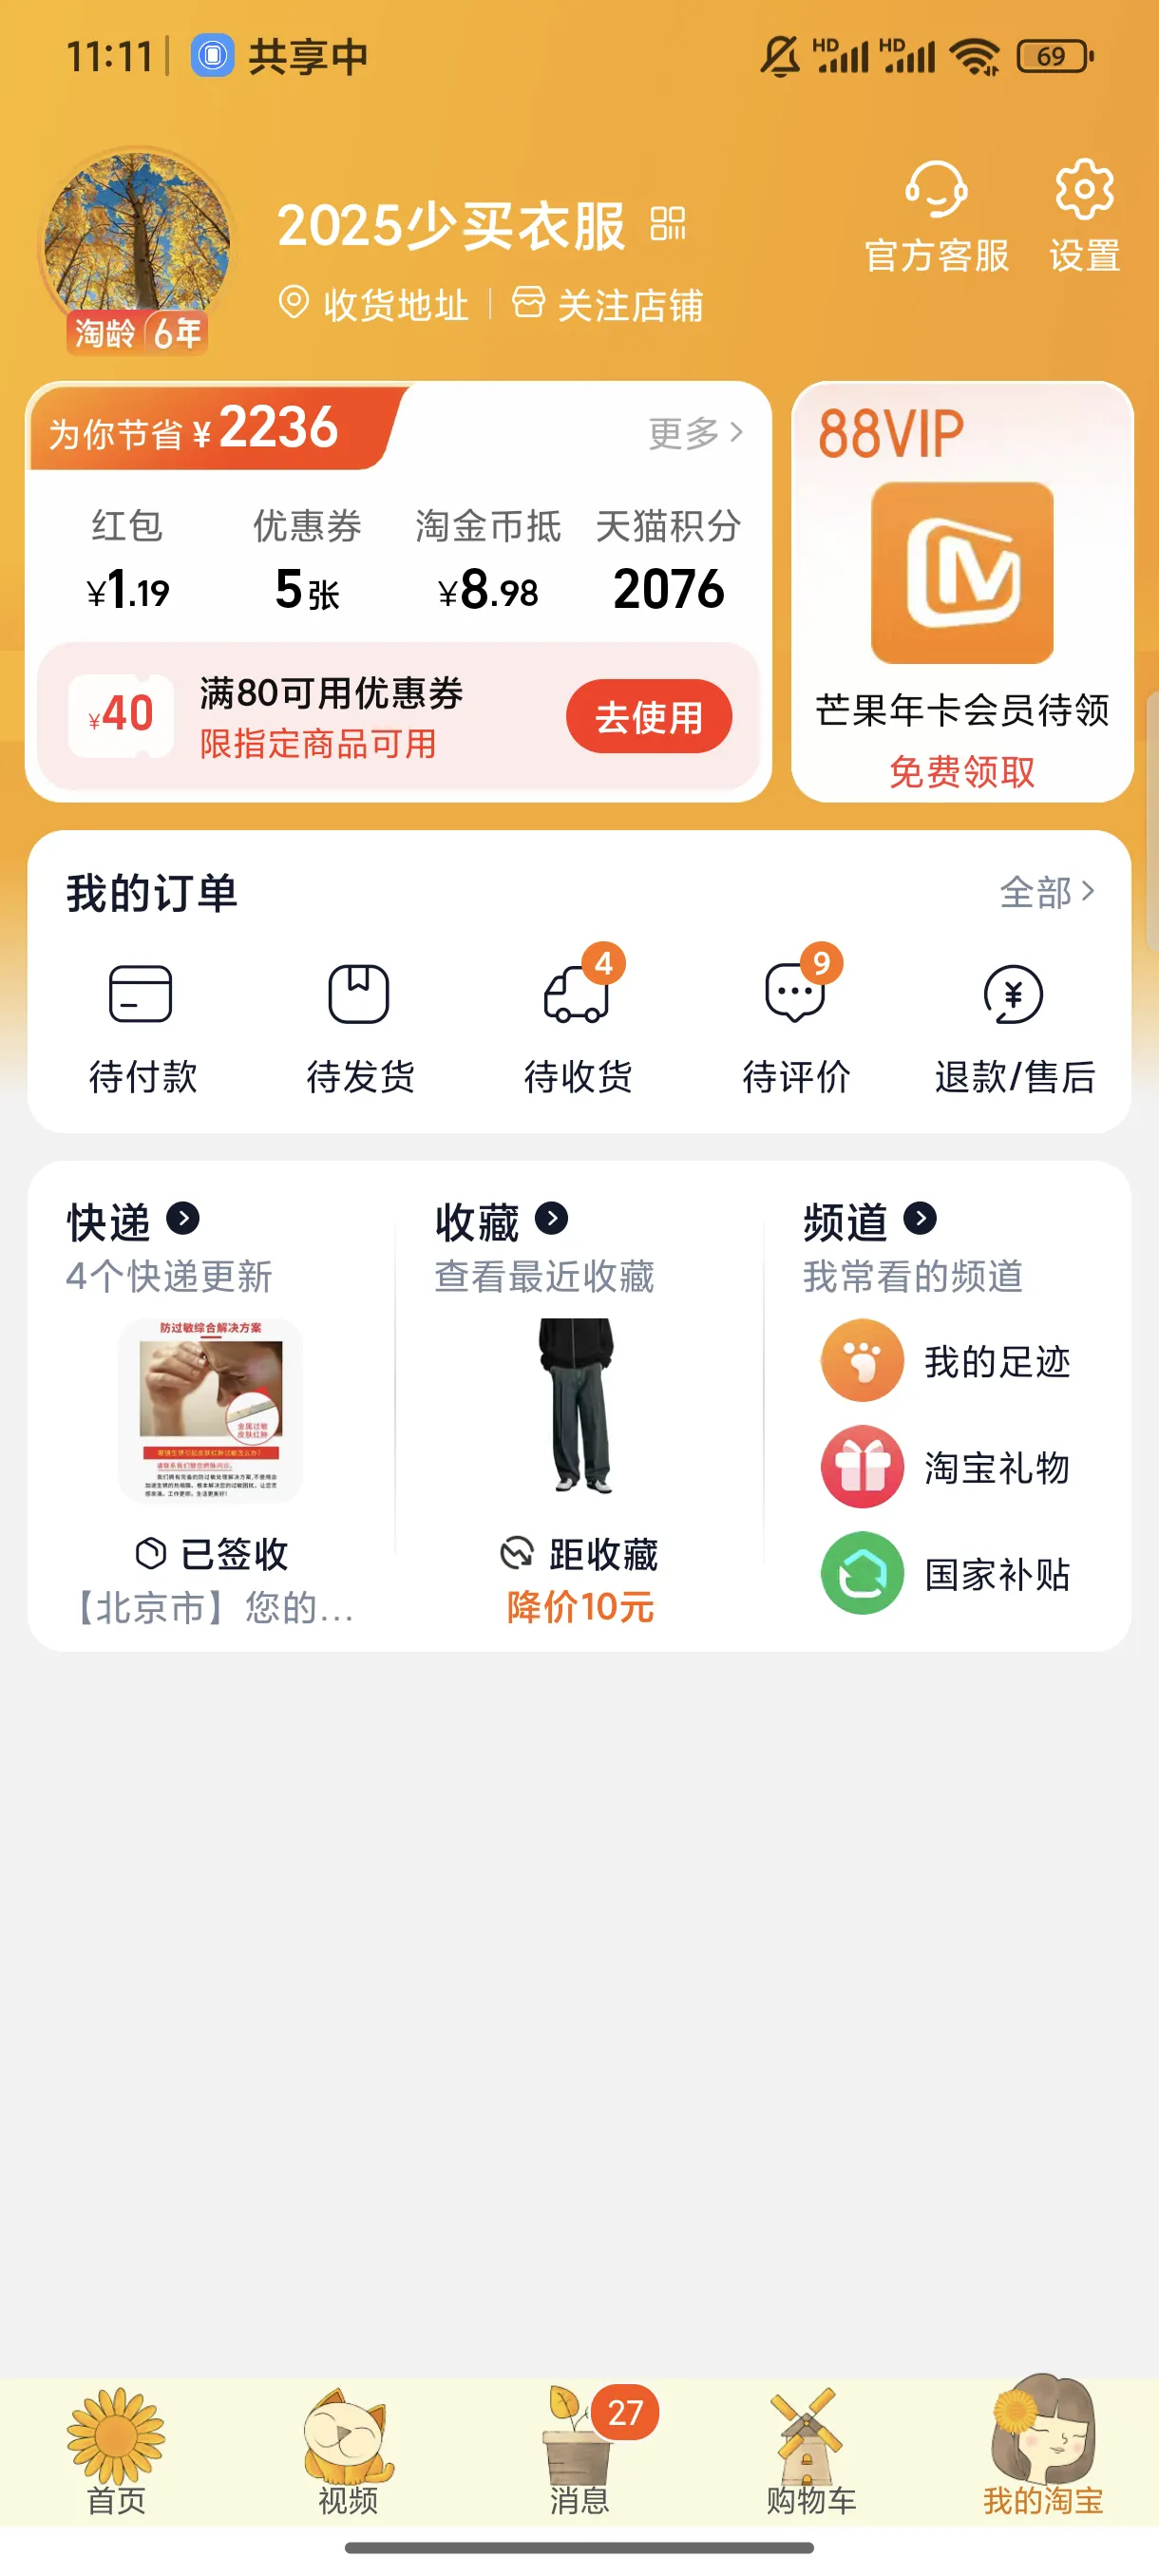 11:11
共享中
HD
HD
69
官方客服
设置
2025少买衣服
收货地址
关注店铺
淘龄 6年
为你节省 ¥2236
更多
红包
优惠券
淘金币抵
天猫积分
¥1.19
5张
¥8.98
2076
¥40
满80可用优惠券
限指定商品可用
去使用
88VIP
芒果年卡会员待领
免费领取
我的订单
全部
4
9
待付款
待发货
待收货
待评价
退款/售后
快递
4个快递更新
防过敏综合解决方案
金属过敏
皮肤红肿
已签收
【北京市】您的...
收藏
查看最近收藏
距收藏
降价10元
频道
我常看的频道
我的足迹
淘宝礼物
国家补贴
27
首页
视频
消息
购物车
我的淘宝